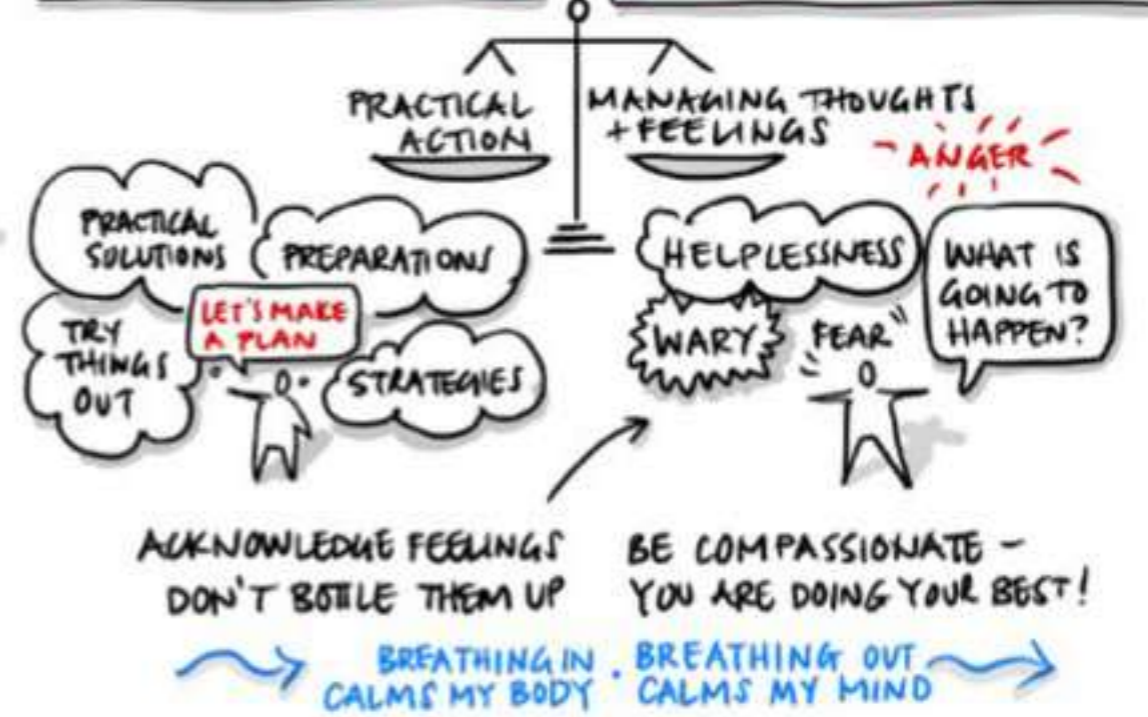 PRACTICAL
ACTION
MANAGING THOUGHTS
+ FEELINGS
ANGER
PRACTICAL
SOLUTIONS
PREPARATIONS
LET'S MAKE
A PLAN
TRY
THINGS
OUT
STRATEGIES
HELPLESSNESS
WARY
FEAR
WHAT IS
GOING TO
HAPPEN?
ACKNOWLEDGE FEELINGS
DON'T BOTTLE THEM UP
BE COMPASSIONATE -
YOU ARE DOING YOUR BEST!
BREATHING IN
CALMS MY BODY
· BREATHING OUT
CALMS MY MIND